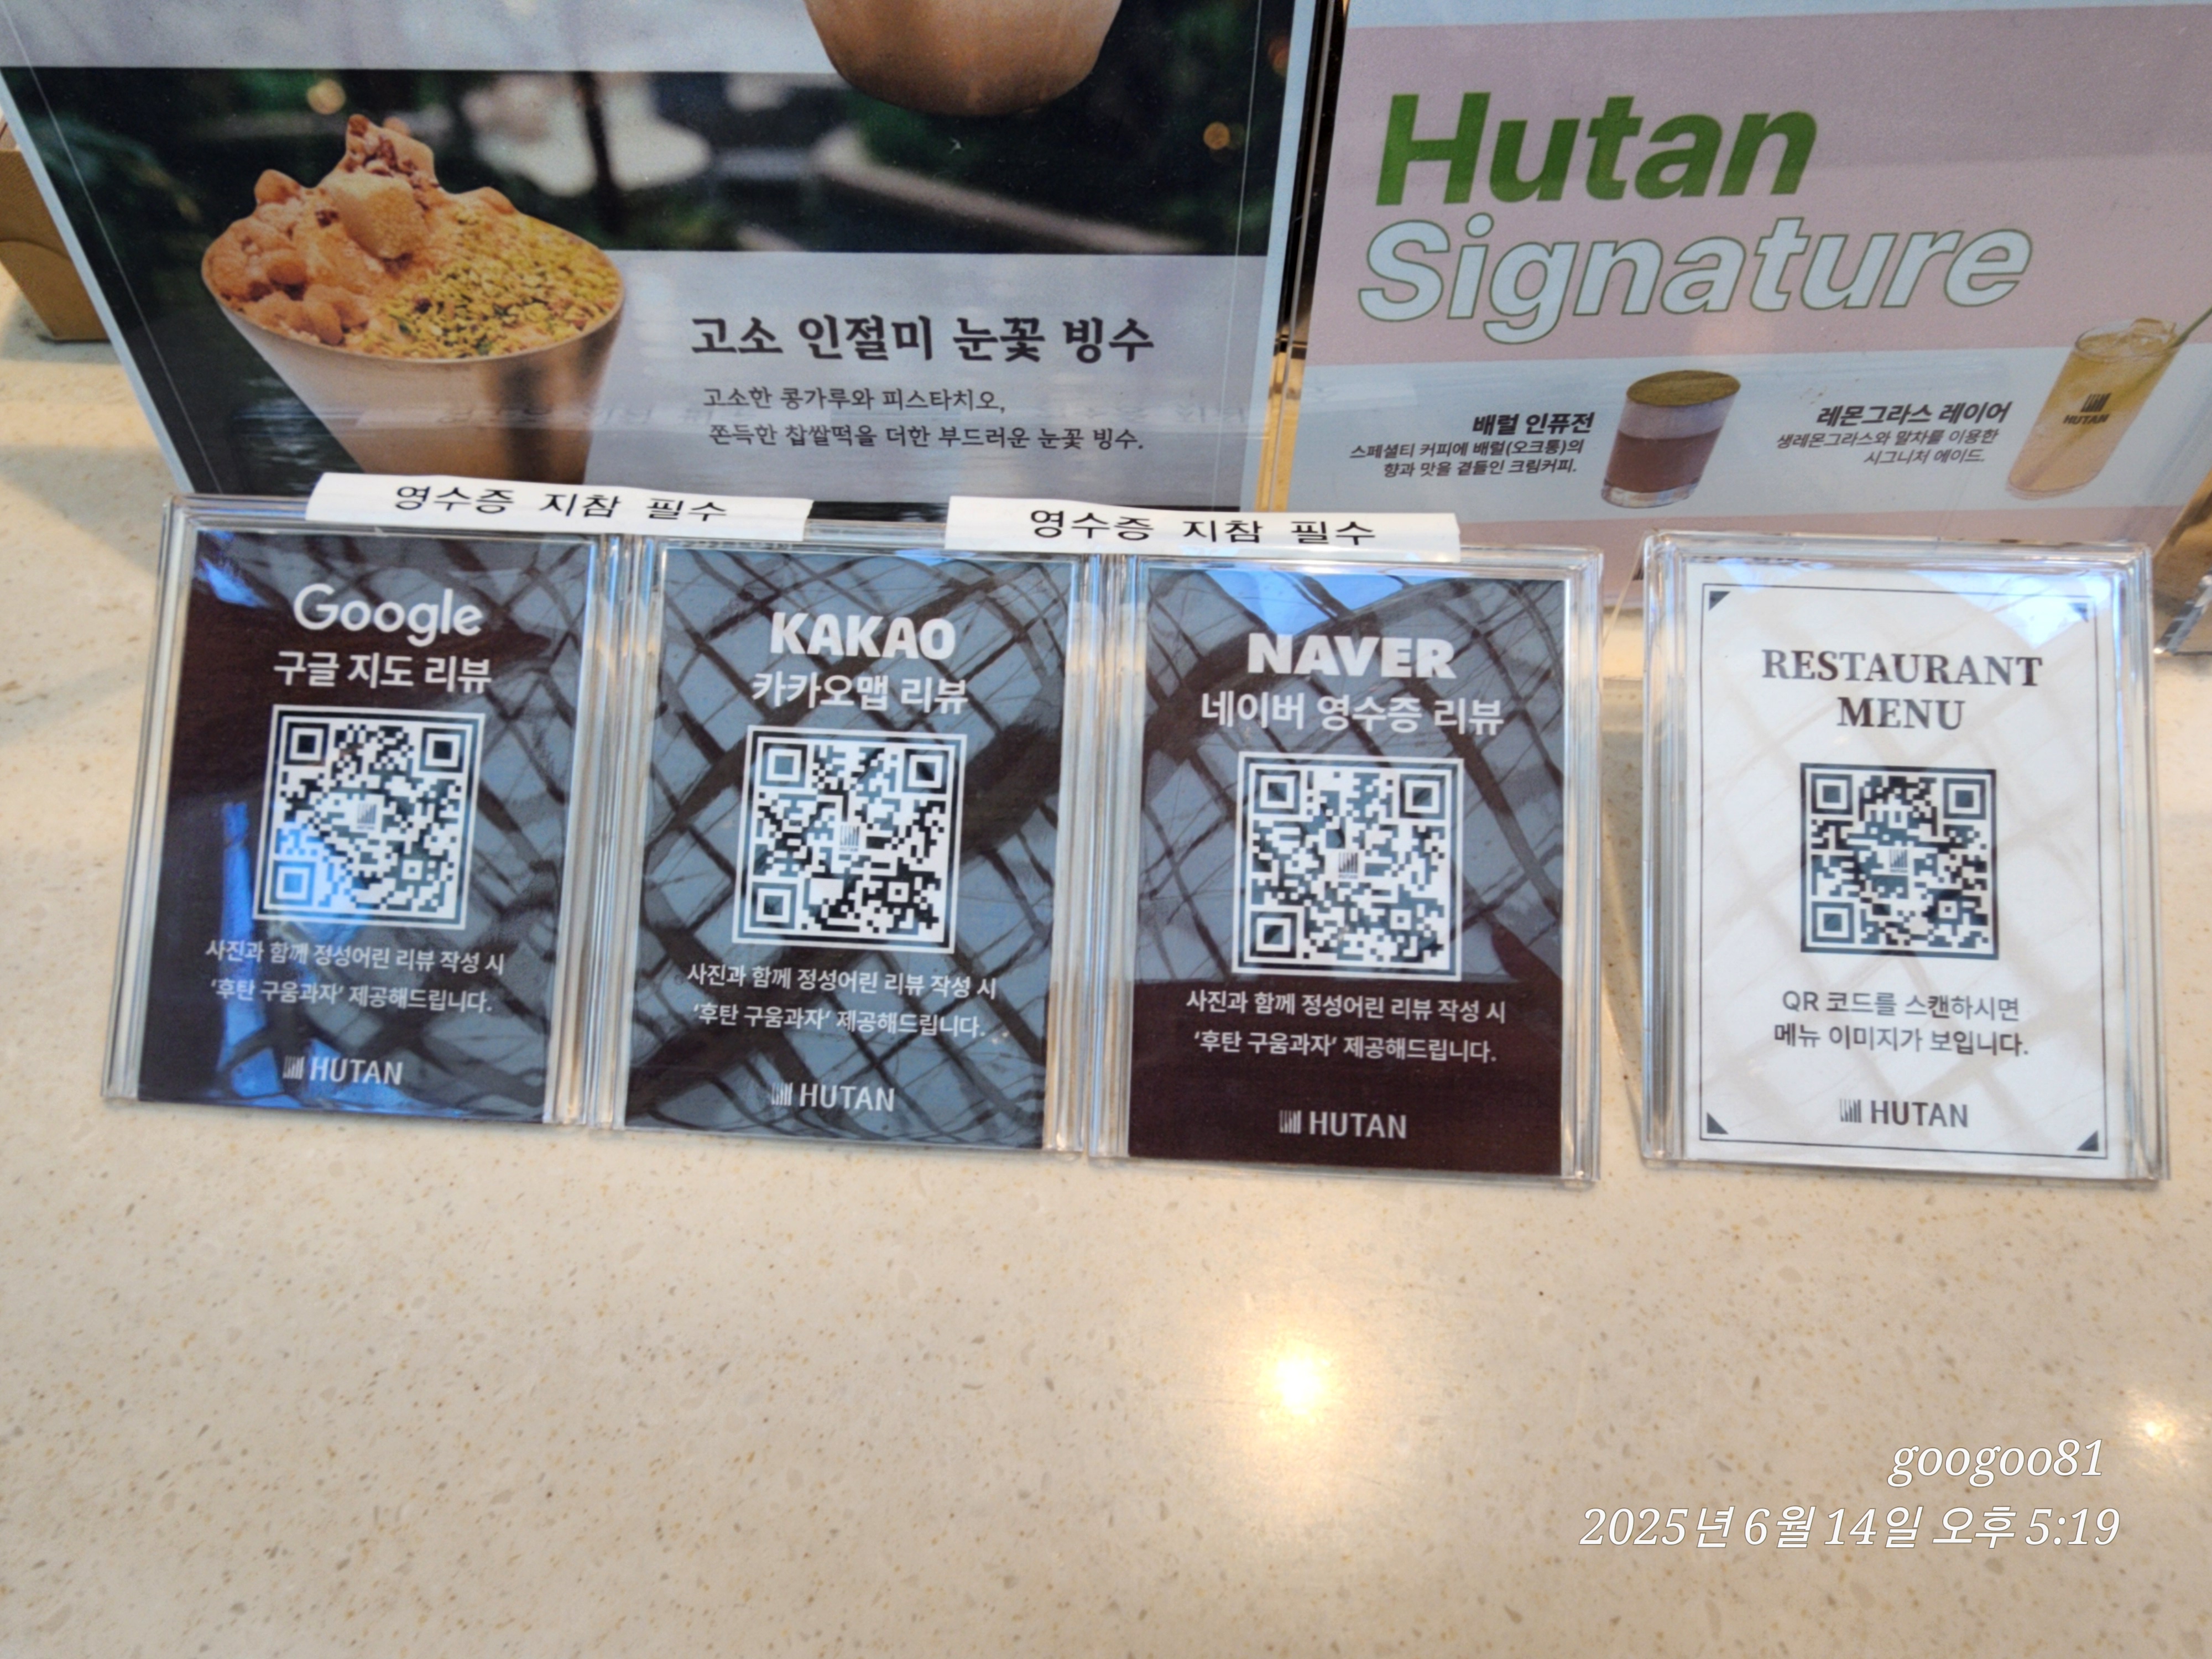 고소 인절미 눈꽃 빙수
고소한 콩가루와 피스타치오,
쫀득한 찹쌀떡을 더한 부드러운 눈꽃 빙수.
Hutan
Signature
배럴 인퓨전
스페셜티 커피에 배럴(오크통)의
향과 맛을 곁들인 크림커피.
레몬그라스 레이어
생레몬그라스와 말차를 이용한
시그니처 에이드.
HUTAN
영수증 지참 필수
영수증 지참 필수
Google
구글 지도 리뷰
사진과 함께 정성어린 리뷰 작성 시
‘후탄 구움과자’ 제공해드립니다.
HUTAN
KAKAO
카카오맵 리뷰
HUTAN
사진과 함께 정성어린 리뷰 작성 시
‘후탄 구움과자’ 제공해드립니다.
HUTAN
NAVER
네이버 영수증 리뷰
HUTAN
사진과 함께 정성어린 리뷰 작성 시
‘후탄 구움과자’ 제공해드립니다.
HUTAN
RESTAURANT
MENU
QR 코드를 스캔하시면
메뉴 이미지가 보입니다.
HUTAN
googoo81
2025년 6월 14일 오후 5:19